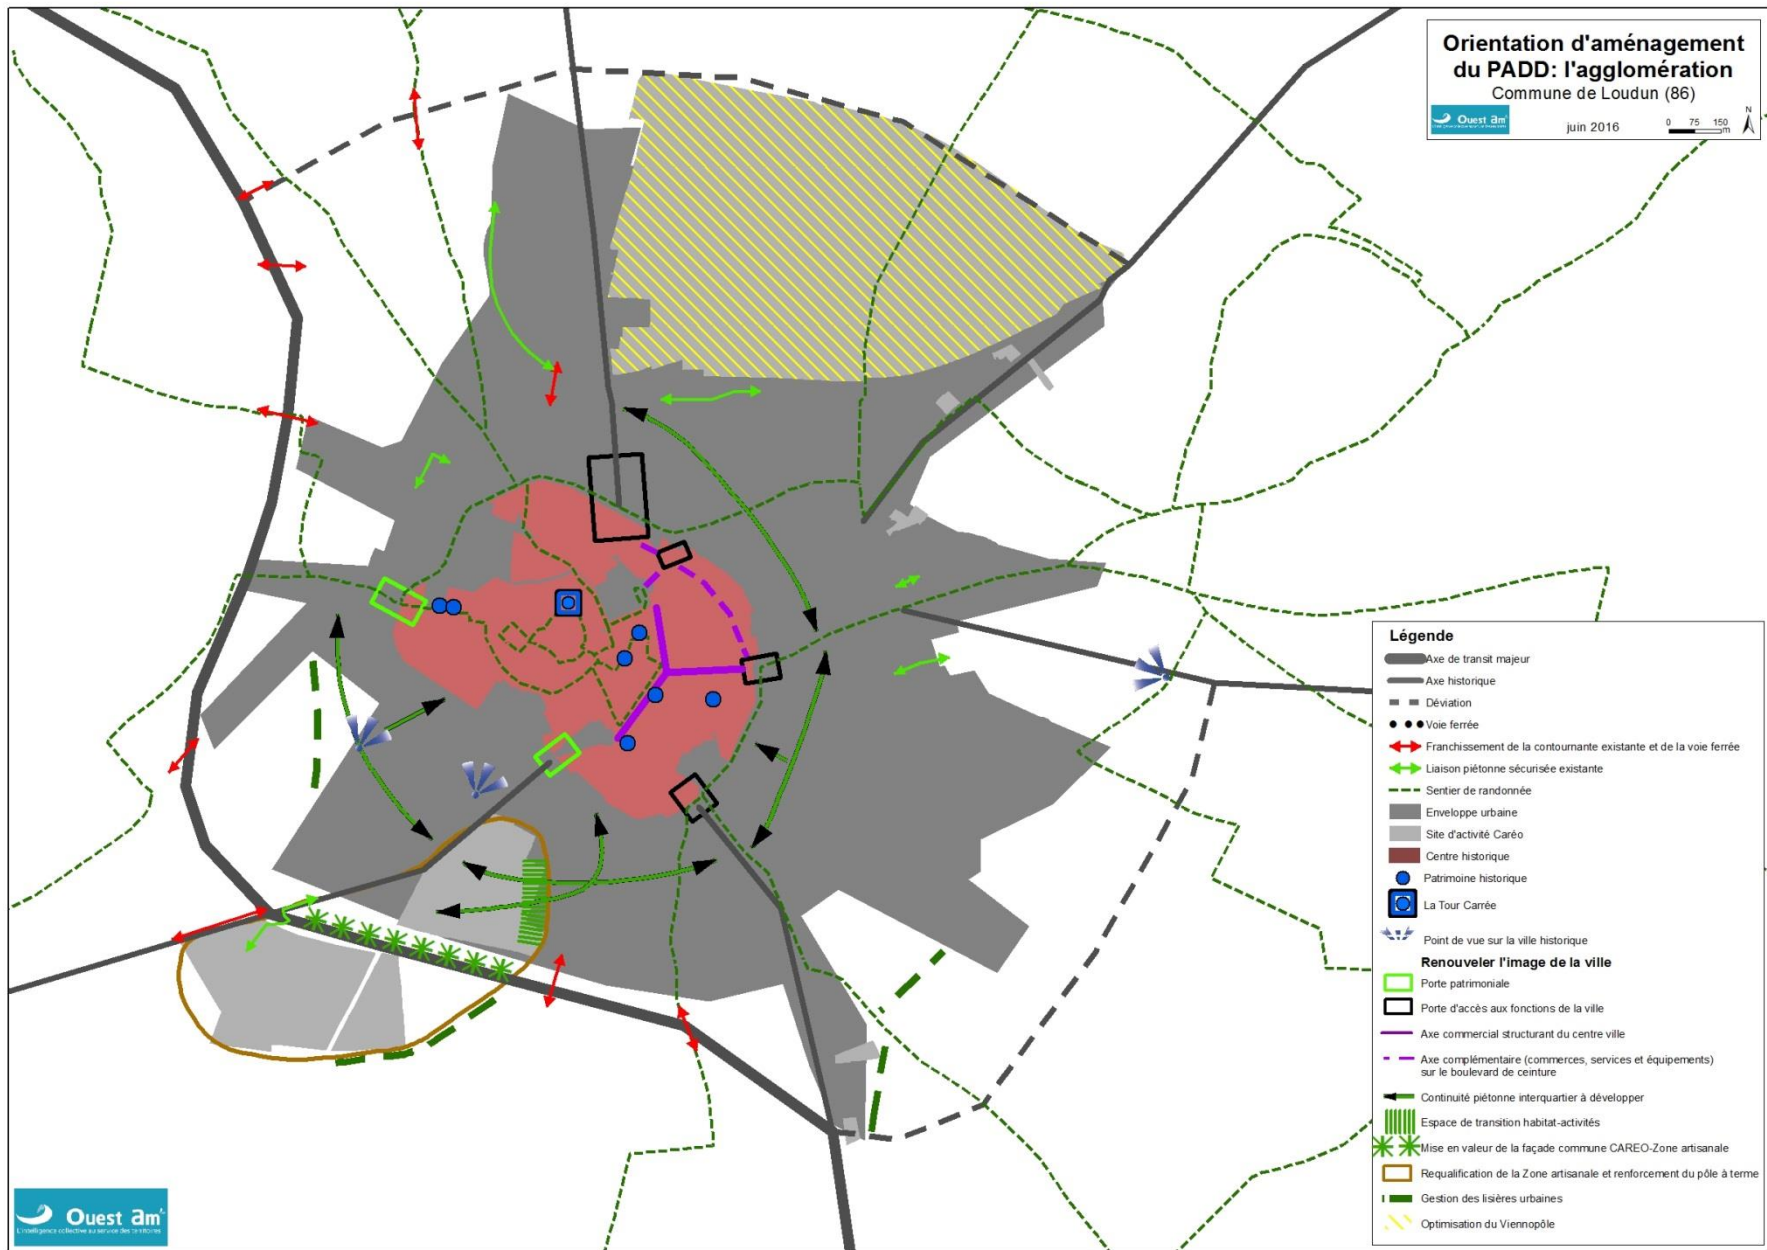 Orientation d'aménagement
du PADD: l'agglomération
Commune de Loudun (86)
Ouest am'
juin 2016
0 75 150
m
N
Légende
Axe de transit majeur
Axe historique
Déviation
Voie ferrée
Franchissement de la contournante existante et de la voie ferrée
Liaison piétonne sécurisée existante
Sentier de randonnée
Enveloppe urbaine
Site d'activité Caréo
Centre historique
Patrimoine historique
La Tour Carrée
Point de vue sur la ville historique
Renouveler l'image de la ville
Porte patrimoniale
Porte d'accès aux fonctions de la ville
Axe commercial structurant du centre ville
Axe complémentaire (commerces, services et équipements)
sur le boulevard de ceinture
Continuité piétonne interquartier à développer
Espace de transition habitat-activités
Mise en valeur de la façade commune CAREO-Zone artisanale
Requalification de la Zone artisanale et renforcement du pôle à terme
Gestion des lisières urbaines
Optimisation du Viennopôle
Ouest am'
L'intelligence collective au service des territoires